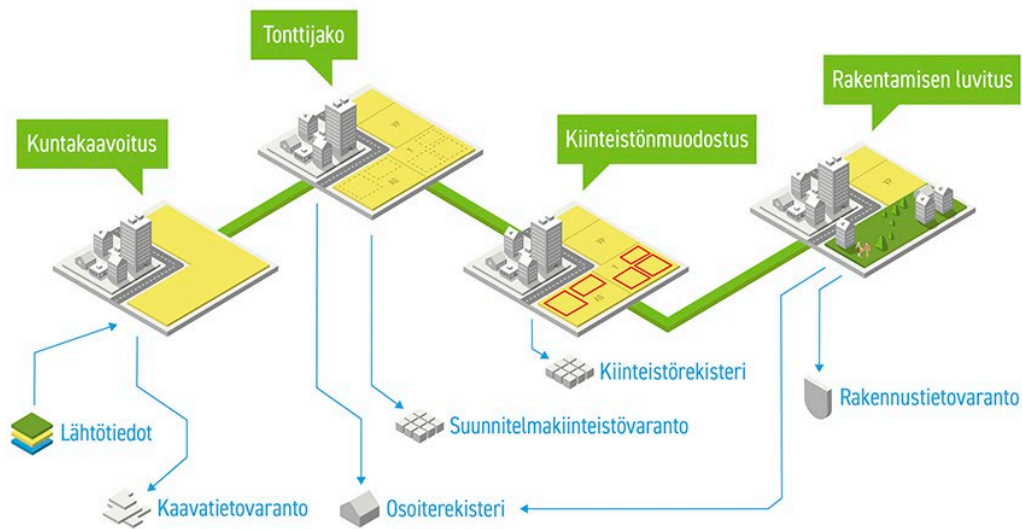 Tonttijako
Rakentamisen luvitus
Kuntakaavoitus
Kiinteistönmuodostus
Kiinteistörekisteri
Rakennustietovaranto
Lähtötiedot
Suunnitelmakiinteistövaranto
Kaavatietovaranto
Osoiterekisteri